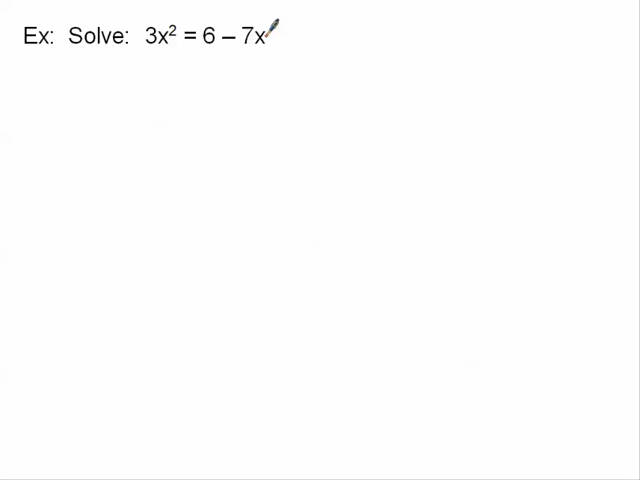 Ex:  Solve:  3x² = 6 – 7x